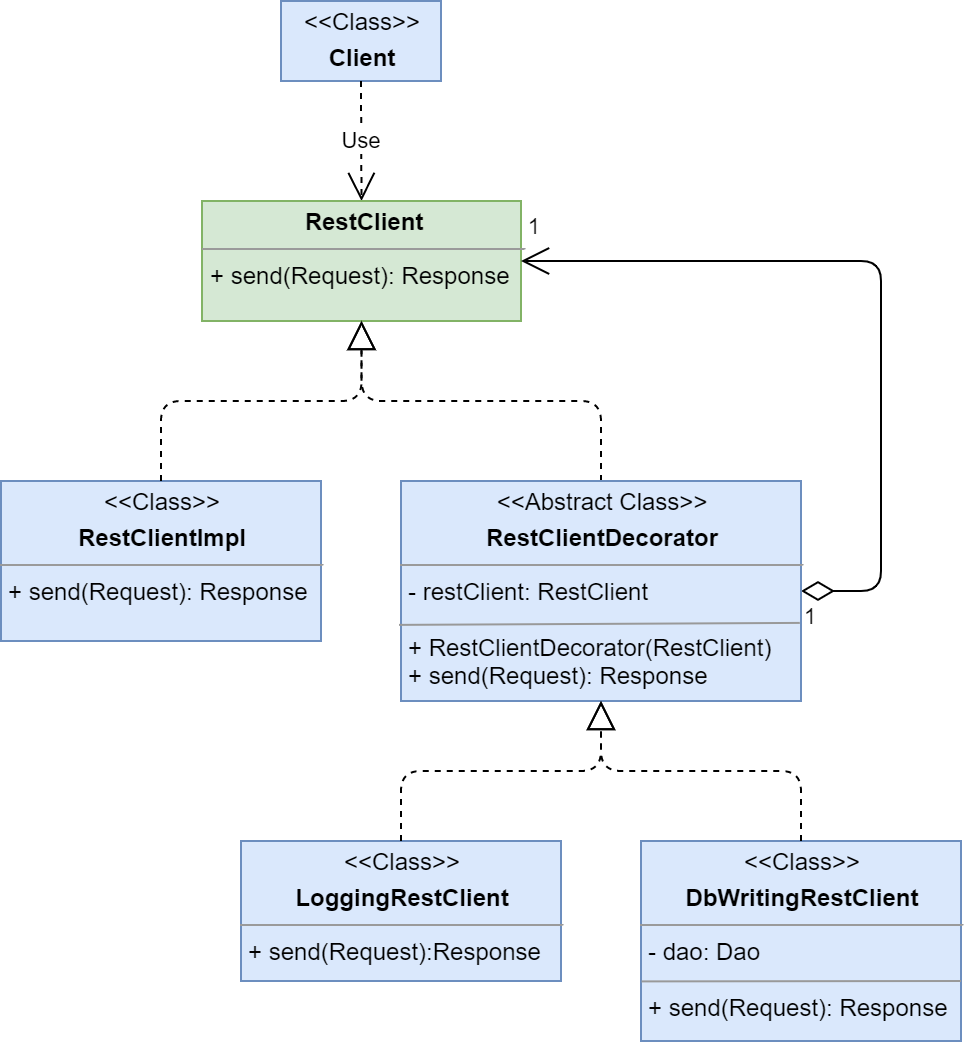 <<Class>>
Client
Use
RestClient
1
+ send(Request): Response
<<Class>>
RestClientImpl
+ send(Request): Response
<<Abstract Class>>
RestClientDecorator
- restClient: RestClient
1
+ RestClientDecorator(RestClient)
+ send(Request): Response
<<Class>>
LoggingRestClient
+ send(Request):Response
<<Class>>
DbWritingRestClient
- dao: Dao
+ send(Request): Response